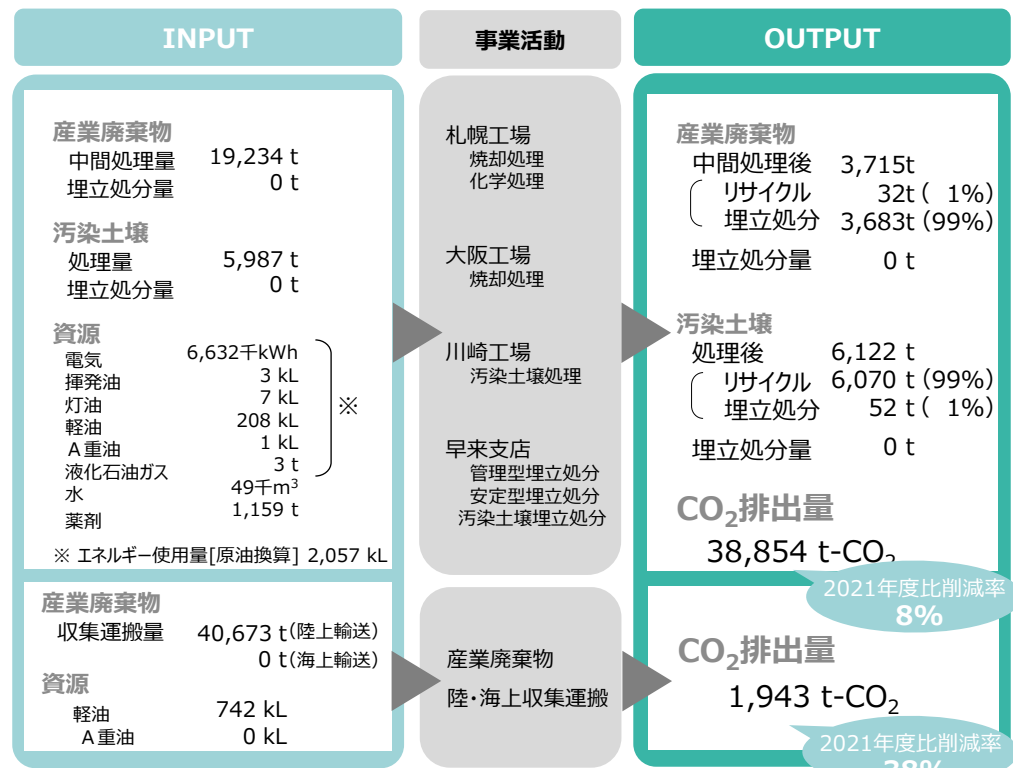 INPUT
産業廃棄物
中間処理量 19,234 t
埋立処分量 0 t
汚染土壌
処理量 5,987 t
埋立処分量 0 t
資源
電気 6,632千kWh
揮発油 3 kL
灯油 7 kL
軽油 208 kL
A重油 1 kL
液化石油ガス 3 t
※
水 49千m³
薬剤 1,159 t
※ エネルギー使用量[原油換算] 2,057 kL
産業廃棄物
収集運搬量 40,673 t(陸上輸送)
0 t(海上輸送)
資源
軽油 742 kL
A重油 0 kL
事業活動
札幌工場
焼却処理
化学処理
大阪工場
焼却処理
川崎工場
汚染土壌処理
早来支店
管理型埋立処分
安定型埋立処分
汚染土壌埋立処分
産業廃棄物
陸・海上収集運搬
OUTPUT
産業廃棄物
中間処理後 3,715t
リサイクル 32t ( 1%)
埋立処分 3,683t (99%)
埋立処分量 0 t
汚染土壌
処理後 6,122 t
リサイクル 6,070 t (99%)
埋立処分 52 t ( 1%)
埋立処分量 0 t
CO₂排出量
38,854 t-CO₂
2021年度比削減率
8%
CO₂排出量
1,943 t-CO₂
2021年度比削減率